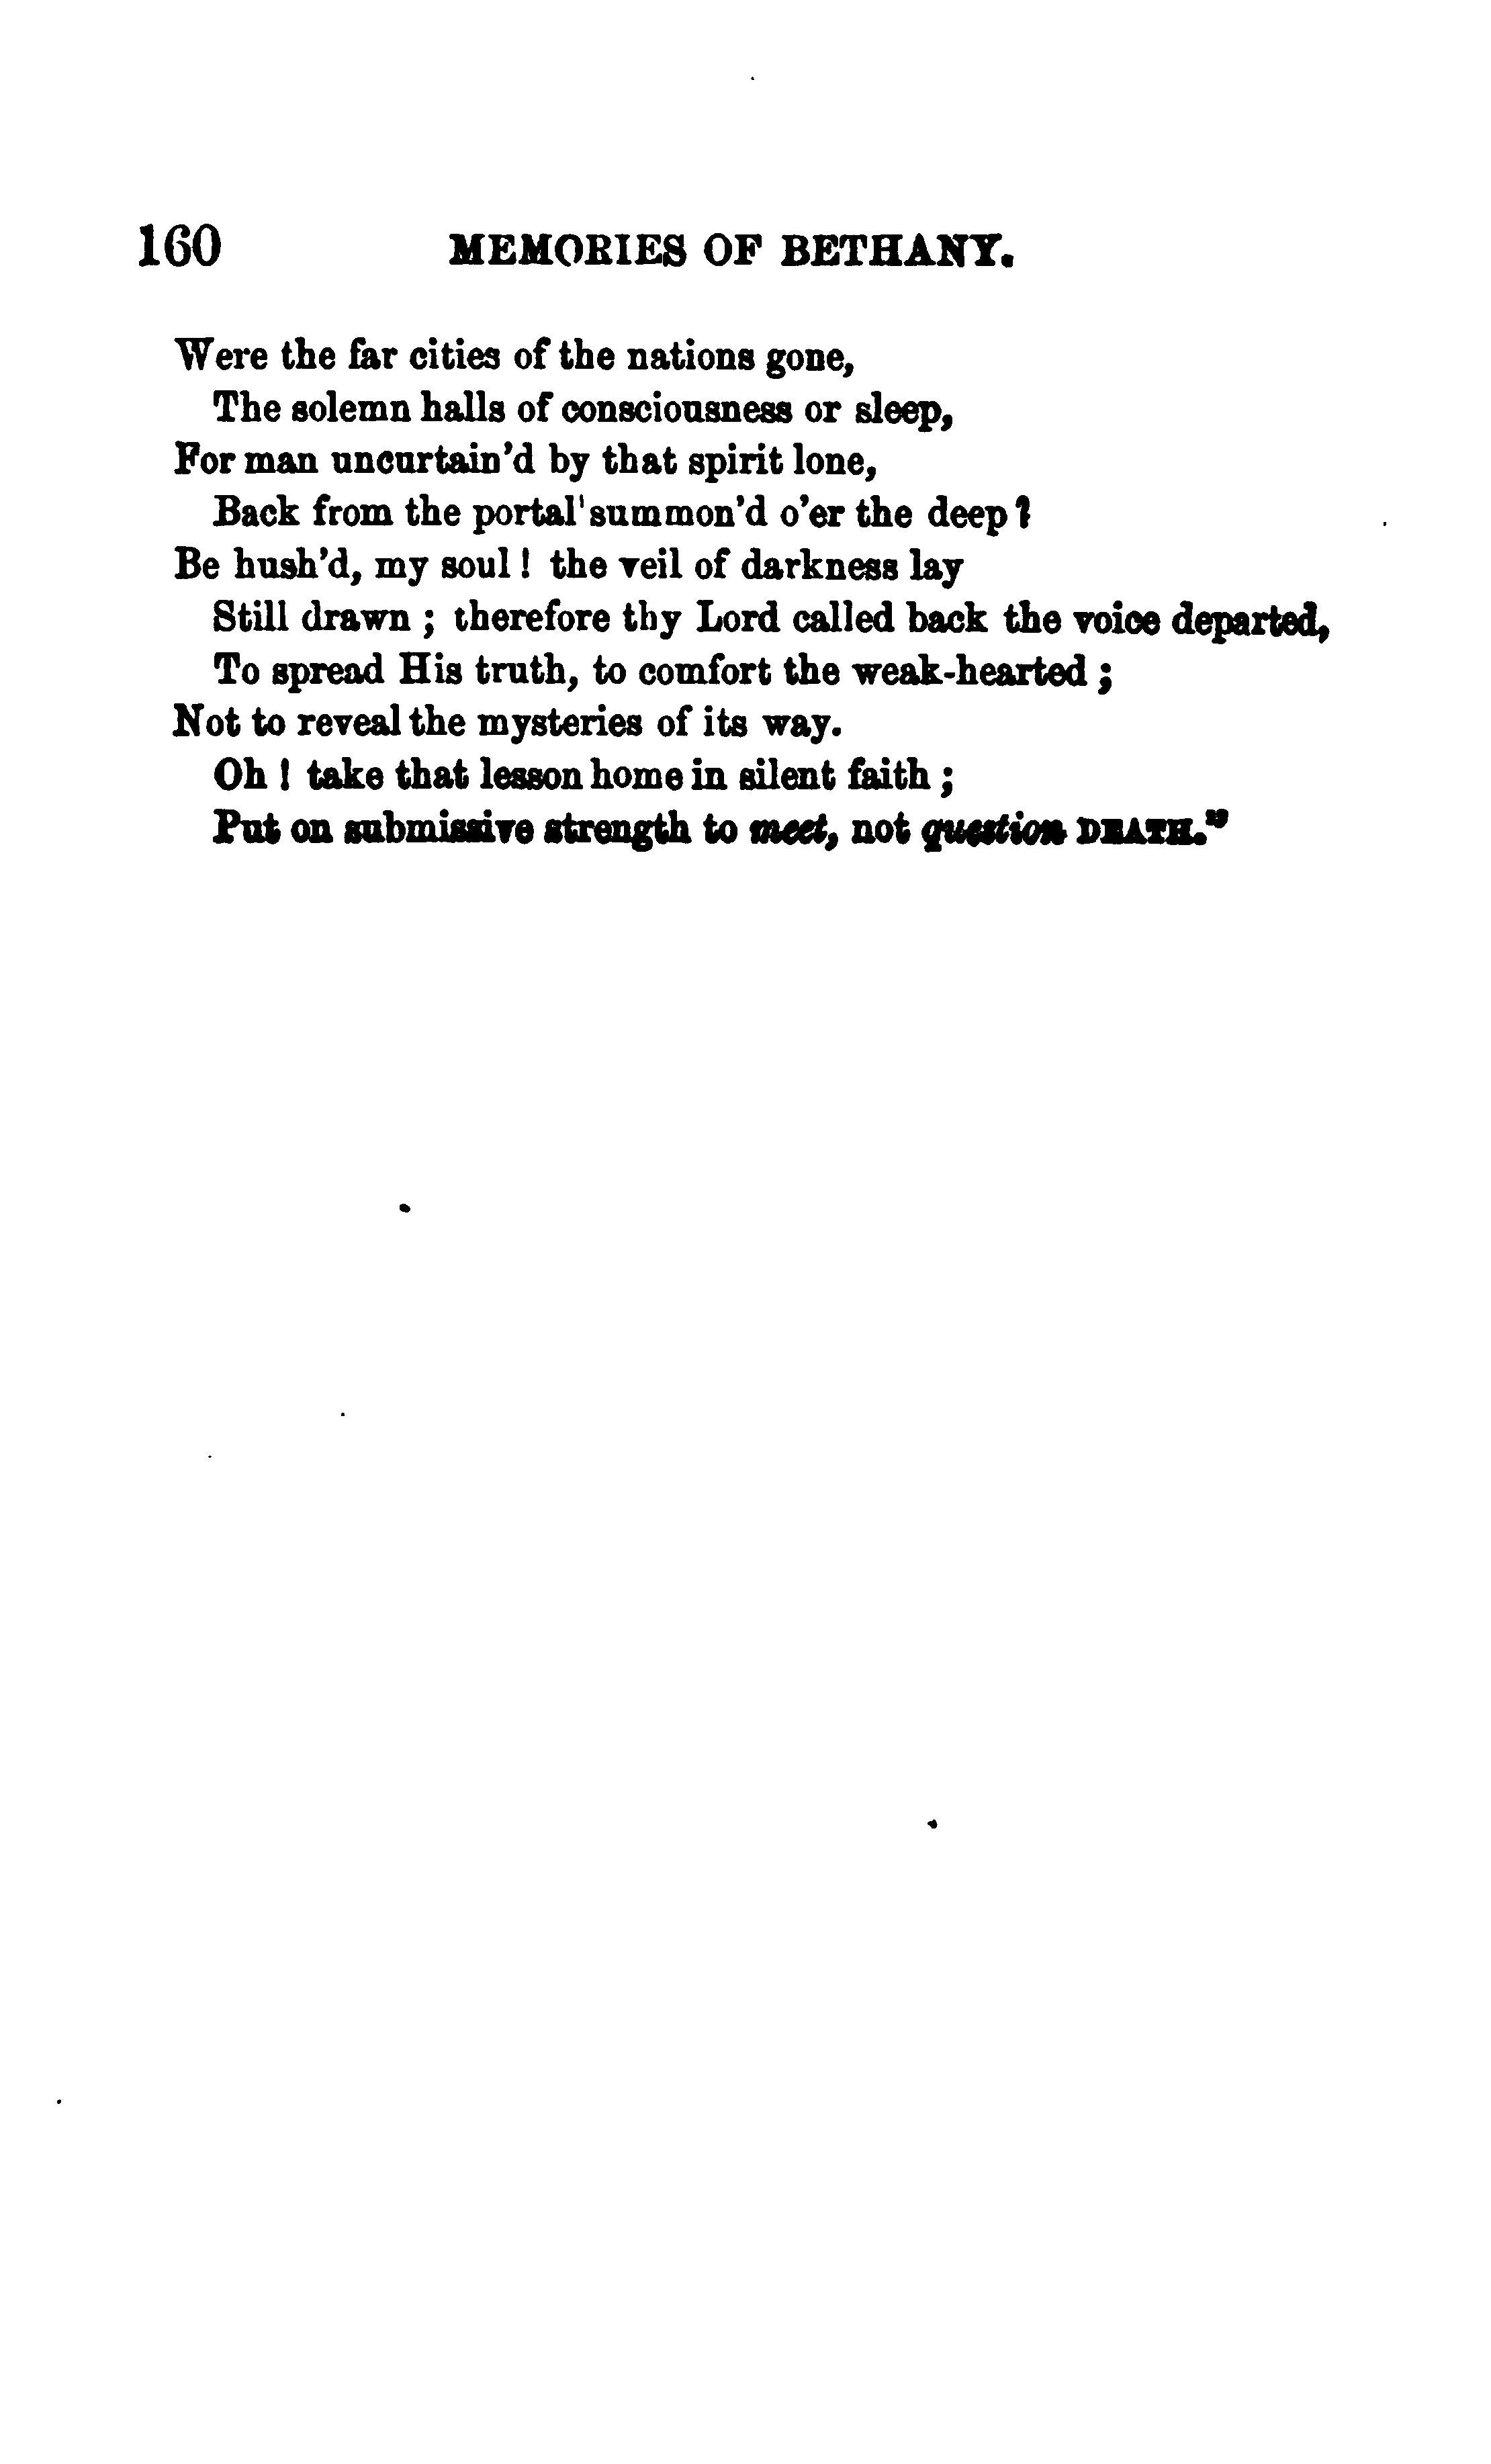 160 MEMORIES OF BETHANY.
Were the far cities of the nations gone,
The solemn halls of consciousness or sleep,
For man uncurtain'd by that spirit lone,
Back from the portal summon'd o'er the deep?
Be hush'd, my soul! the veil of darkness lay
Still drawn; therefore thy Lord called back the voice departed,
To spread His truth, to comfort the weak-hearted;
Not to reveal the mysteries of its way.
Oh! take that lesson home in silent faith;
Put on submissive strength to meet, not question DEATH."